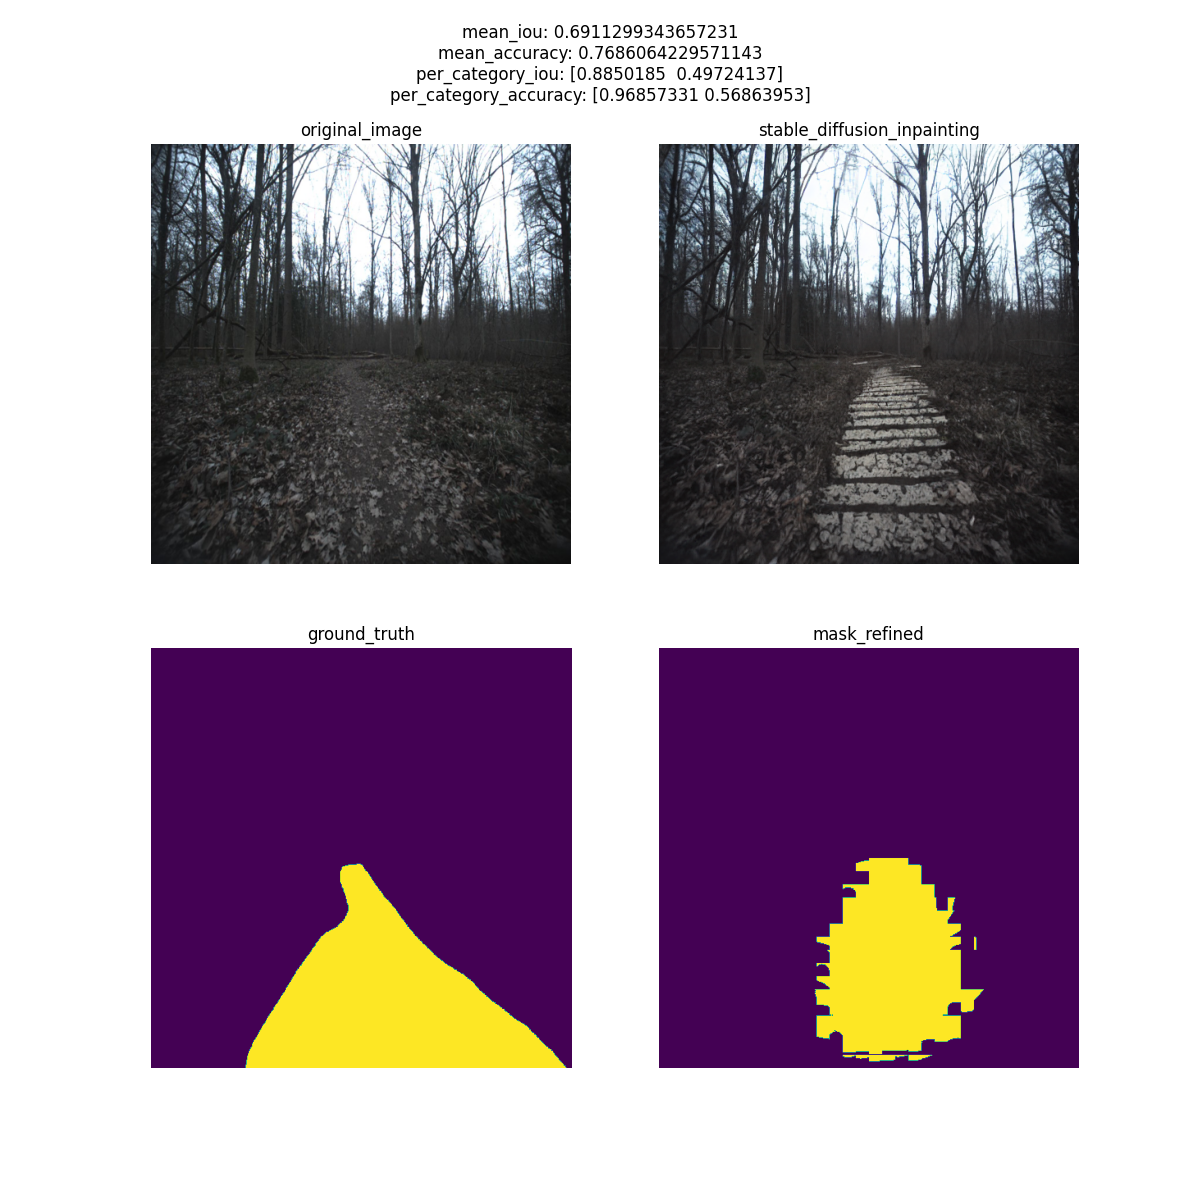 mean_iou: 0.6911299343657231
mean_accuracy: 0.7686064229571143
per_category_iou: [0.8850185  0.49724137]
per_category_accuracy: [0.96857331 0.56863953]
original_image
stable_diffusion_inpainting
ground_truth
mask_refined